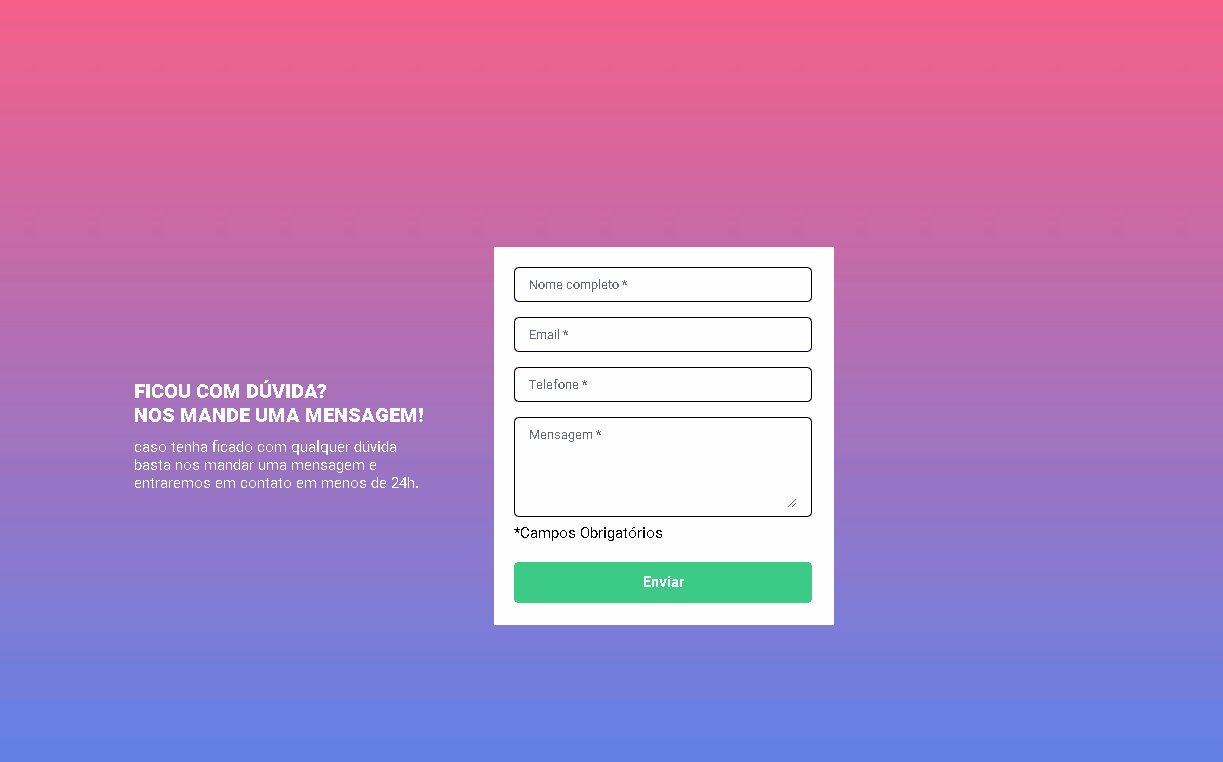 FICOU COM DÚVIDA?
NOS MANDE UMA MENSAGEM!
caso tenha ficado com qualquer dúvida
basta nos mandar uma mensagem e
entraremos em contato em menos de 24h.
Nome completo *
Email *
Telefone *
Mensagem *
*Campos Obrigatórios
Enviar